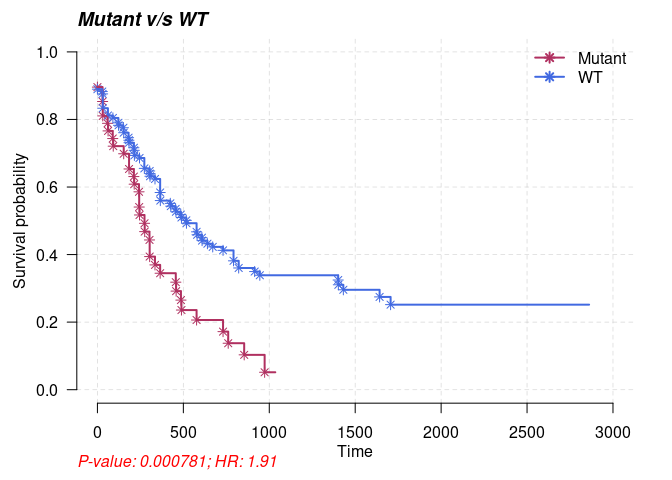 Mutant v/s WT
1.0
0.8
0.6
0.4
0.2
0.0
Survival probability
Mutant
WT
0 500 1000 1500 2000 2500 3000
Time
P-value: 0.000781; HR: 1.91